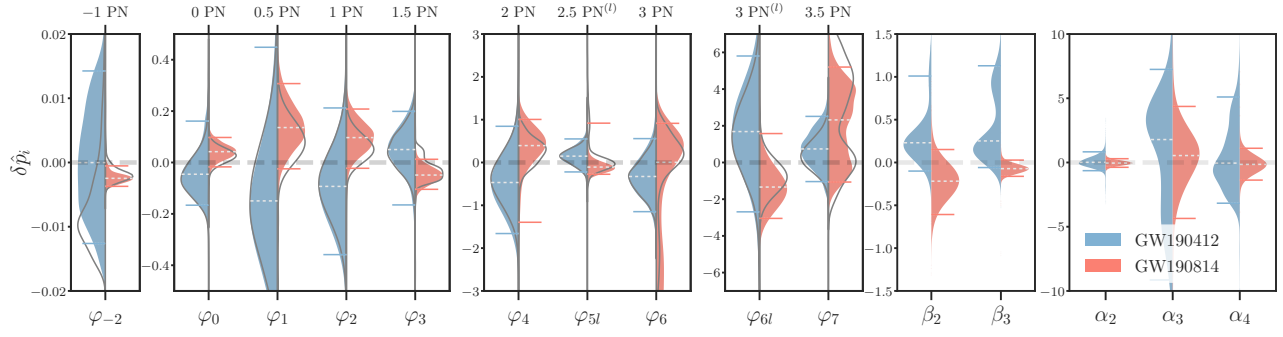 −1 PN 0 PN 0.5 PN 1 PN 1.5 PN 2 PN 2.5 PN^(l) 3 PN 3 PN^(l) 3.5 PN
δp̂_i
0.02 0.01 0.00 −0.01 −0.02
0.4 0.2 0.0 −0.2 −0.4
3 2 1 0 −1 −2 −3
6 4 2 0 −2 −4 −6
1.5 1.0 0.5 0.0 −0.5 −1.0 −1.5
10 5 0 −5 −10
GW190412
GW190814
φ_−2 φ_0 φ_1 φ_2 φ_3 φ_4 φ_5l φ_6 φ_6l φ_7 β_2 β_3 α_2 α_3 α_4